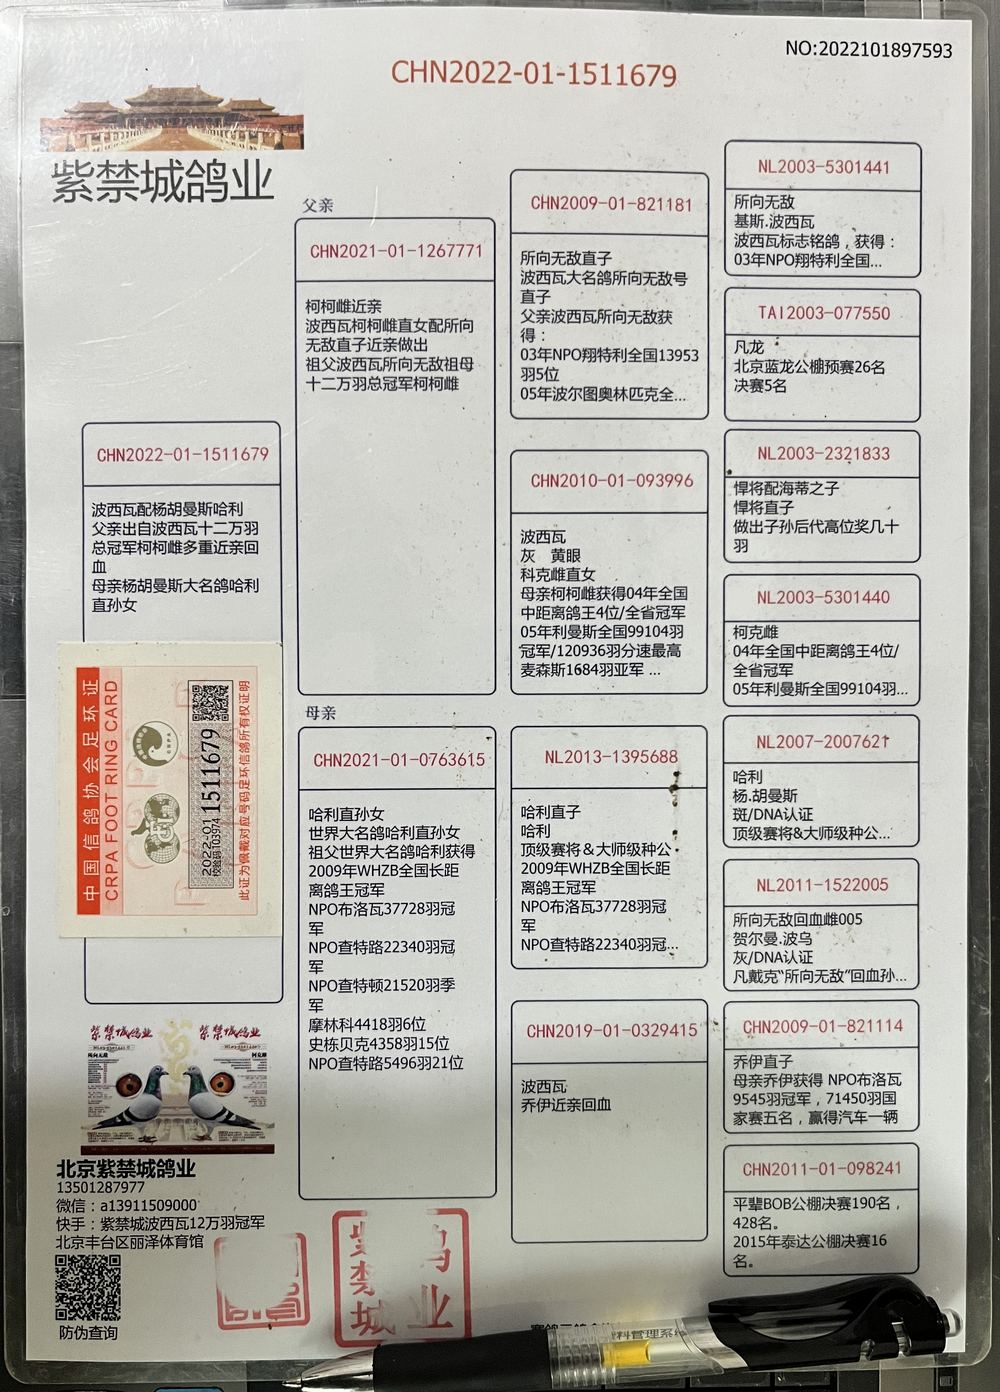 NO:2022101897593
CHN2022-01-1511679
紫禁城鸽业
CHN2022-01-1511679
波西瓦配杨胡曼斯哈利
父亲出自波西瓦十二万羽
总冠军柯柯雌多重近亲回
血
母亲杨胡曼斯大名鸽哈利
直孙女
中国信鸽协会足环证
CRPA FOOT RING CARD
2022-01 1511679
校验码103974
此证为佩戴对应号码足环信鸽所有权证明
父亲
CHN2021-01-1267771
柯柯雌近亲
波西瓦柯柯雌直女配所向
无敌直子近亲做出
祖父波西瓦所向无敌祖母
十二万羽总冠军柯柯雌
母亲
CHN2021-01-0763615
哈利直孙女
世界大名鸽哈利直孙女
祖父世界大名鸽哈利获得
2009年WHZB全国长距
离鸽王冠军
NPO布洛瓦37728羽冠
军
NPO查特路22340羽冠
军
NPO查特顿21520羽季
军
摩林科4418羽6位
史栋贝克4358羽15位
NPO查特路5496羽21位
CHN2009-01-821181
所向无敌直子
波西瓦大名鸽所向无敌号
直子
父亲波西瓦所向无敌获
得：
03年NPO翔特利全国13953
羽5位
05年波尔图奥林匹克全...
CHN2010-01-093996
波西瓦
灰 黄眼
科克雌直女
母亲柯柯雌获得04年全国
中距离鸽王4位/全省冠军
05年利曼斯全国99104羽
冠军/120936羽分速最高
麦森斯1684羽亚军 ...
NL2013-1395688
哈利直子
哈利
顶级赛将＆大师级种公
2009年WHZB全国长距
离鸽王冠军
NPO布洛瓦37728羽冠
军
NPO查特路22340羽冠...
CHN2019-01-0329415
波西瓦
乔伊近亲回血
NL2003-5301441
所向无敌
基斯.波西瓦
波西瓦标志铭鸽，获得：
03年NPO翔特利全国...
TAI2003-077550
凡龙
北京蓝龙公棚预赛26名
决赛5名
NL2003-2321833
悍将配海蒂之子
悍将直子
做出子孙后代高位奖几十
羽
NL2003-5301440
柯克雌
04年全国中距离鸽王4位/
全省冠军
05年利曼斯全国99104羽...
NL2007-2007621
哈利
杨.胡曼斯
斑/DNA认证
顶级赛将&大师级种公...
NL2011-1522005
所向无敌回血雌005
贺尔曼.波乌
灰/DNA认证
凡戴克“所向无敌”回血孙...
CHN2009-01-821114
乔伊直子
母亲乔伊获得 NPO布洛瓦
9545羽冠军，71450羽国
家赛五名，赢得汽车一辆
CHN2011-01-098241
平辈BOB公棚决赛190名，
428名。
2015年泰达公棚决赛16
名。
紫禁城鸽业 紫禁城鸽业
所向无敌
柯克雌
北京紫禁城鸽业
13501287977
微信：a13911509000
快手：紫禁城波西瓦12万羽冠军
北京丰台区丽泽体育馆
防伪查询
紫禁城
鸽业